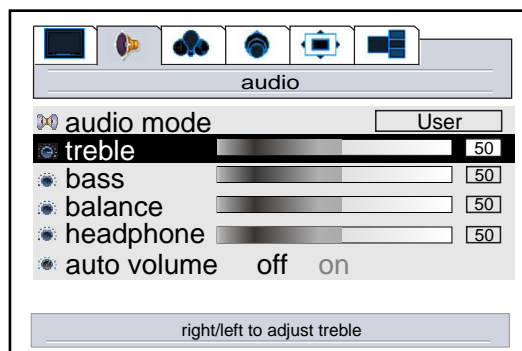 audio
audio mode User
treble 50
bass 50
balance 50
headphone 50
auto volume off on
right/left to adjust treble